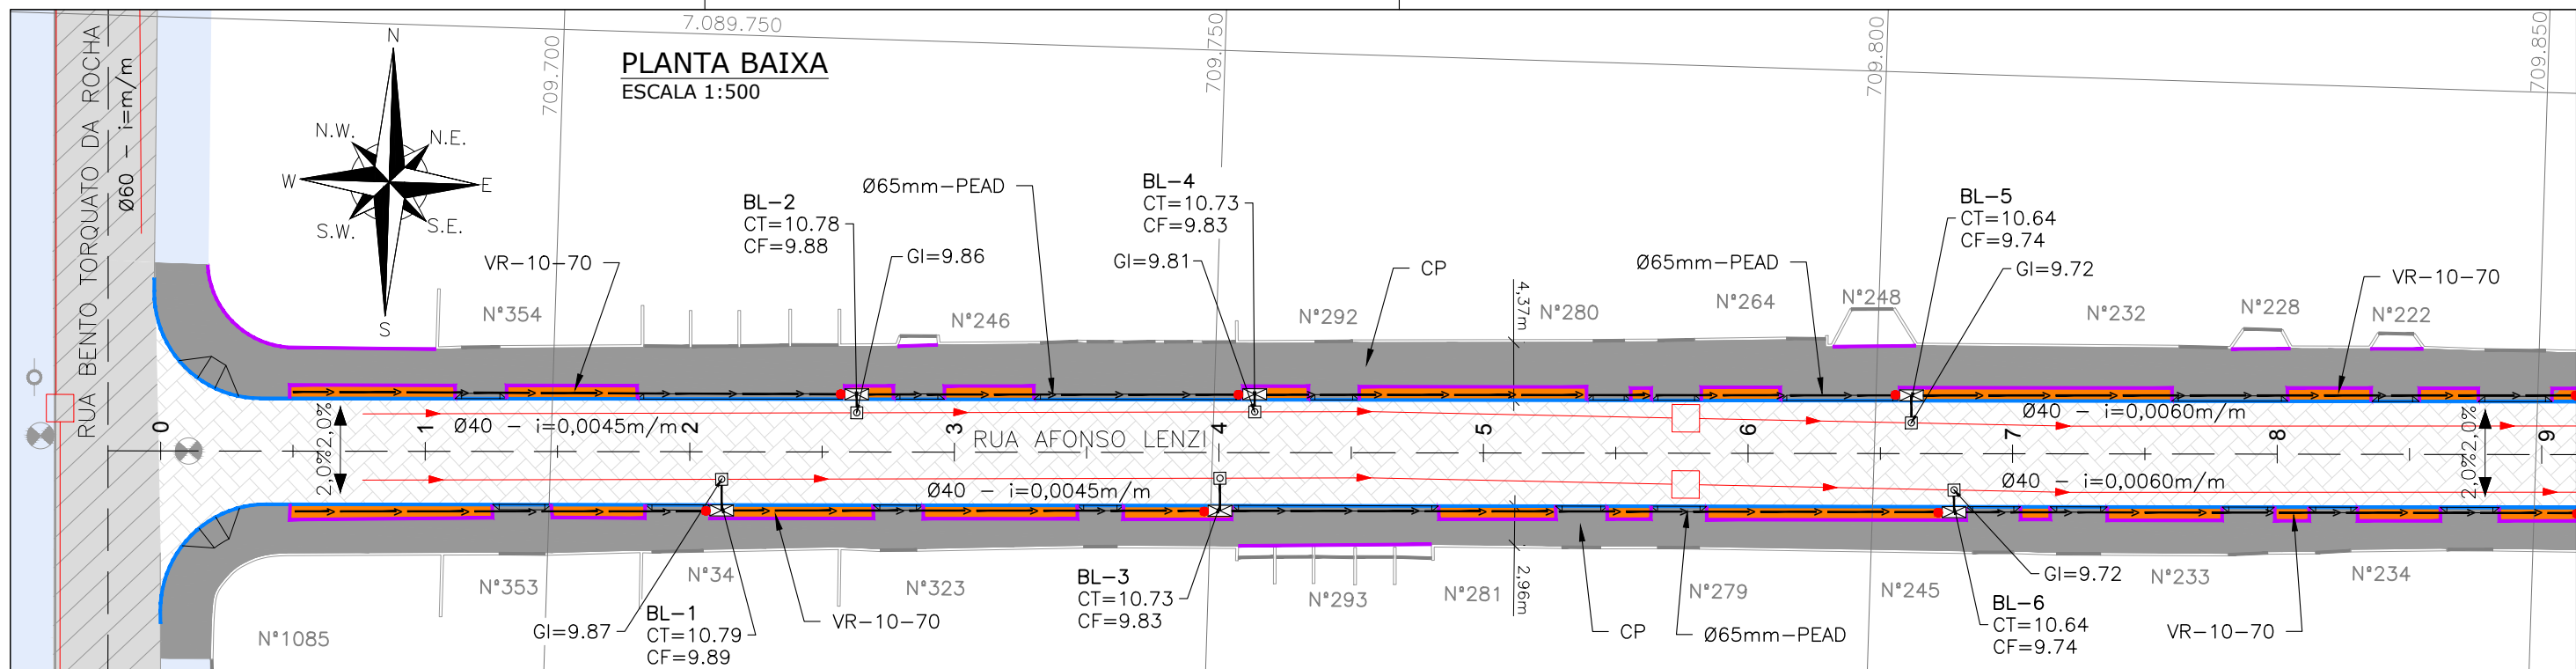 7.089.750
709.700
709.750
709.800
709.850
PLANTA BAIXA
ESCALA 1:500
RUA BENTO TORQUATO DA ROCHA
Ø60 - i=m/m
N
N.W.
N.E.
W
E
S.W.
S.E.
S
BL-2
CT=10.78
CF=9.88
GI=9.86
Ø65mm-PEAD
BL-4
CT=10.73
CF=9.83
GI=9.81
CP
4,37m
Ø65mm-PEAD
BL-5
CT=10.64
CF=9.74
GI=9.72
VR-10-70
VR-10-70
N°354
N°246
N°292
N°280
N°264
N°248
N°232
N°228
N°222
0
1
2
3
4
5
6
7
8
9
2,0%
2,0%
Ø40 - i=0,0045m/m
RUA AFONSO LENZI
Ø40 - i=0,0060m/m
2,0%
2,0%
Ø40 - i=0,0045m/m
Ø40 - i=0,0060m/m
N°1085
N°353
N°34
N°323
N°293
N°281
N°279
N°245
N°233
N°234
GI=9.87
BL-1
CT=10.79
CF=9.89
VR-10-70
BL-3
CT=10.73
CF=9.83
2,96m
CP
Ø65mm-PEAD
GI=9.72
BL-6
CT=10.64
CF=9.74
VR-10-70